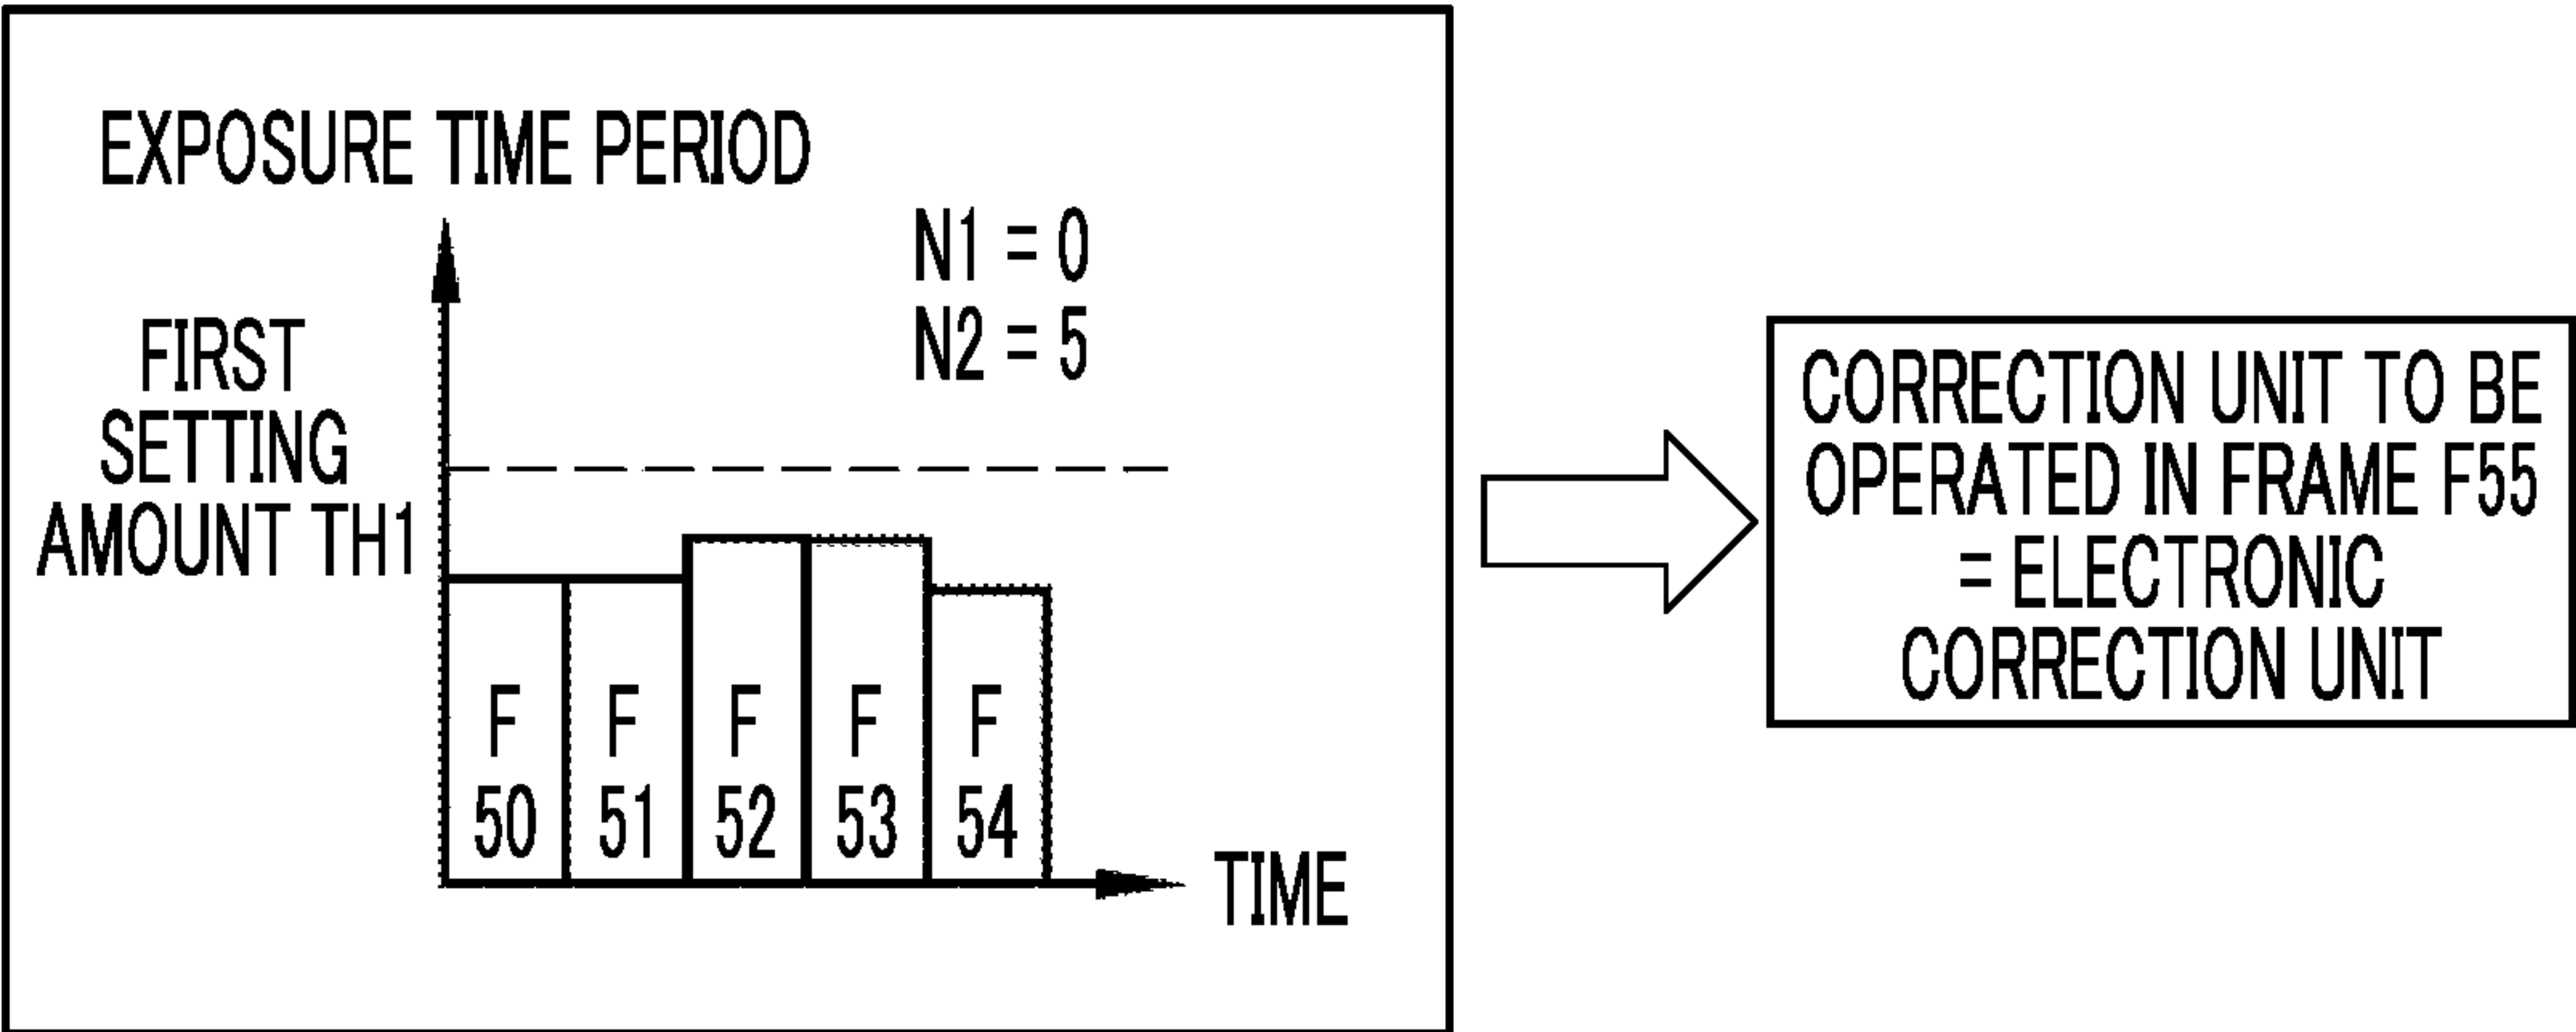 EXPOSURE TIME PERIOD
N1 = 0
N2 = 5
FIRST
SETTING
AMOUNT TH1
F F F F F
50 51 52 53 54
TIME
CORRECTION UNIT TO BE
OPERATED IN FRAME F55
= ELECTRONIC
CORRECTION UNIT